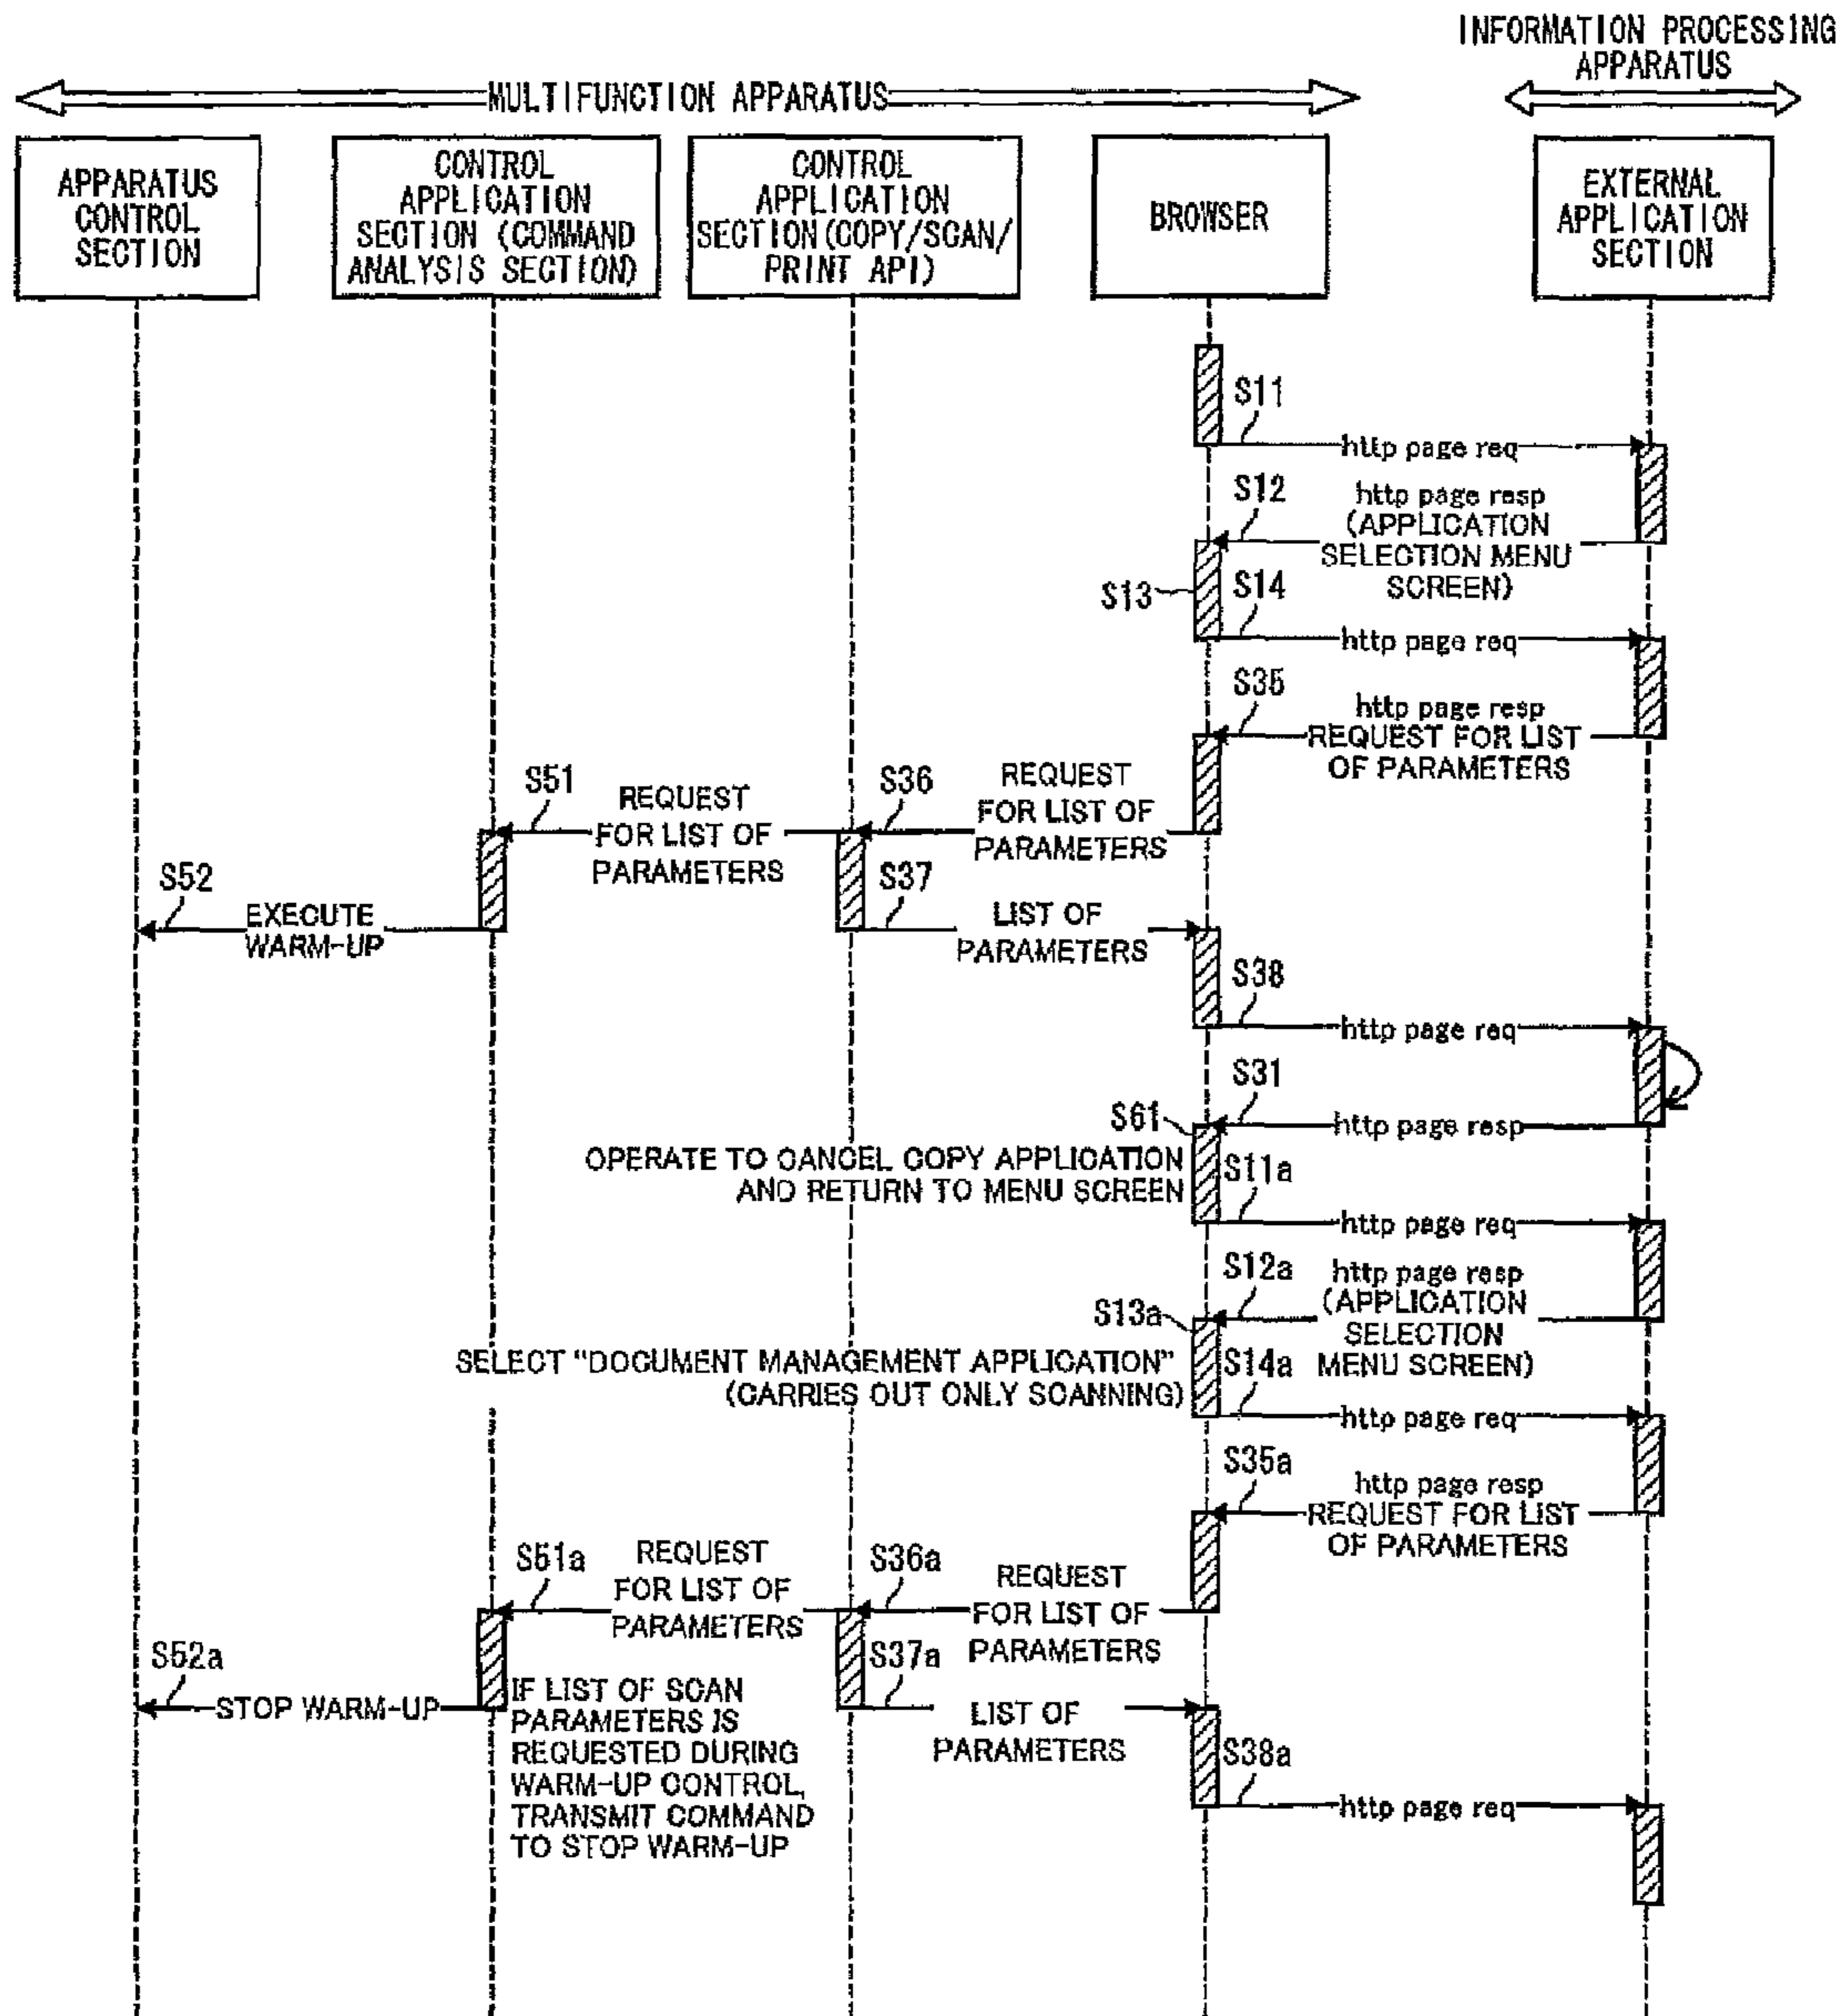 INFORMATION PROCESSING
APPARATUS
MULTIFUNCTION APPARATUS
APPARATUS
CONTROL
SECTION
CONTROL
APPLICATION
SECTION (COMMAND
ANALYSIS SECTION)
CONTROL
APPLICATION
SECTION(COPY/SCAN/
PRINT API)
BROWSER
EXTERNAL
APPLICATION
SECTION
S11
http page req
S12
http page resp
(APPLICATION
SELECTION MENU
SCREEN)
S13
S14
http page req
S35
http page resp
REQUEST FOR LIST
OF PARAMETERS
S51
REQUEST
FOR LIST OF
PARAMETERS
S36
REQUEST
FOR LIST OF
PARAMETERS
S52
EXECUTE
WARM-UP
S37
LIST OF
PARAMETERS
S38
http page req
S31
http page resp
S61
OPERATE TO CANCEL COPY APPLICATION
AND RETURN TO MENU SCREEN
S11a
http page req
S12a
http page resp
(APPLICATION
SELECTION
MENU SCREEN)
S13a
SELECT "DOCUMENT MANAGEMENT APPLICATION"
(CARRIES OUT ONLY SCANNING)
S14a
http page req
S35a
http page resp
REQUEST FOR LIST
OF PARAMETERS
S51a
REQUEST
FOR LIST OF
PARAMETERS
S36a
REQUEST
FOR LIST OF
PARAMETERS
S52a
STOP WARM-UP
IF LIST OF SCAN
PARAMETERS IS
REQUESTED DURING
WARM-UP CONTROL,
TRANSMIT COMMAND
TO STOP WARM-UP
S37a
LIST OF
PARAMETERS
S38a
http page req